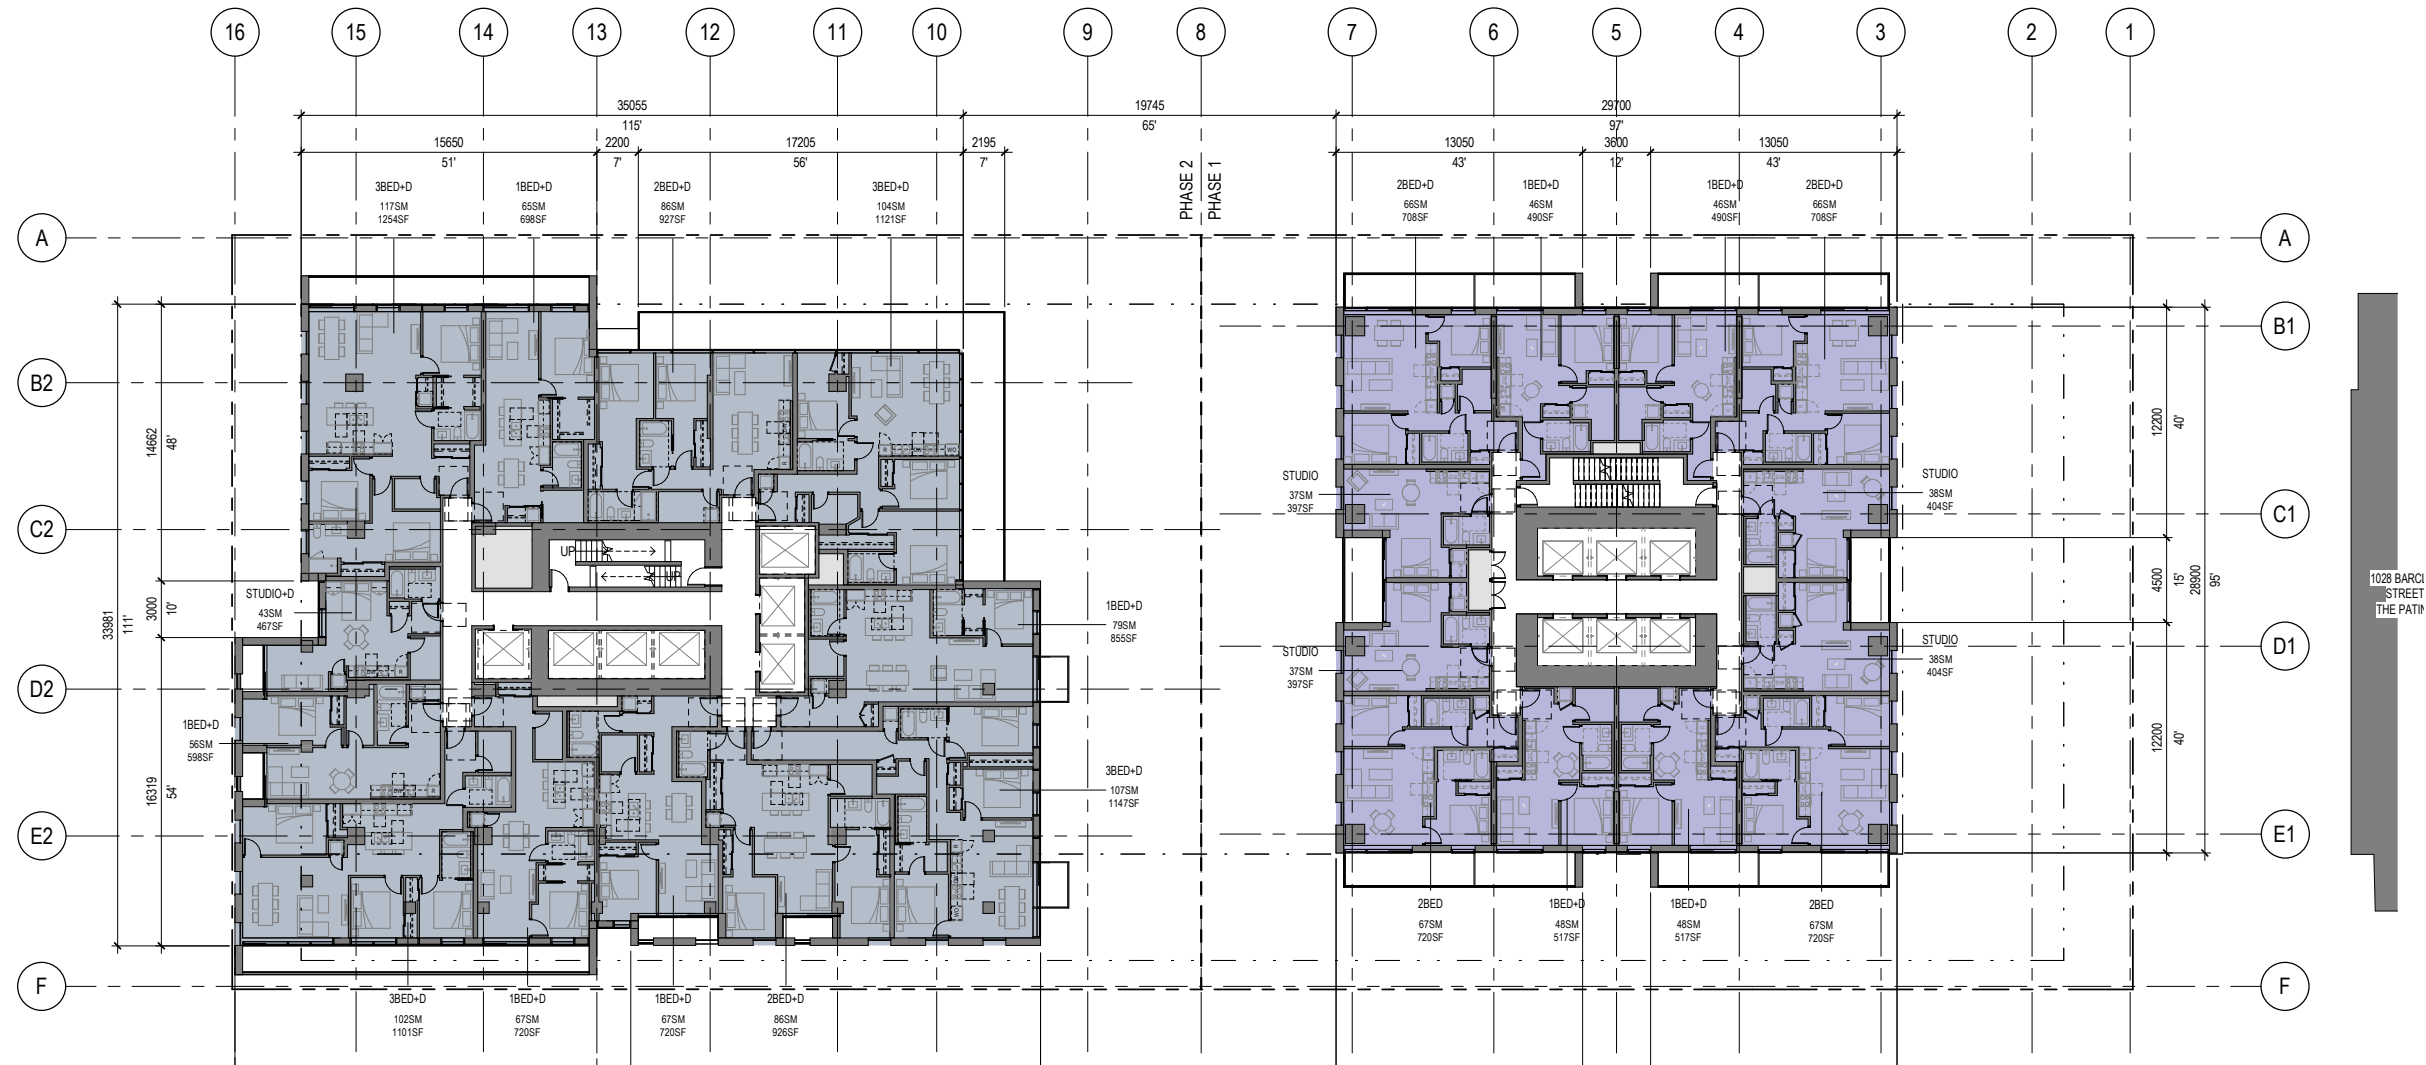 16 15 14 13 12 11 10 9 8 7 6 5 4 3 2 1
35055 19745 29700
115' 65' 97'
15650 2200 17205 2195 13050 3600 13050
51' 7' 56' 7' 43' 12' 43'
PHASE 2
PHASE 1
3BED+D
117SM
1254SF
1BED+D
65SM
698SF
2BED+D
86SM
927SF
3BED+D
104SM
1121SF
2BED+D
66SM
708SF
1BED+D
46SM
490SF
1BED+D
46SM
490SF
2BED+D
66SM
708SF
A A
B2 B1
C2 C1
D2 D1
E2 E1
F F
33981
111'
14662
48'
3000
10'
16319
54'
UP
UP
STUDIO+D
43SM
467SF
1BED+D
56SM
598SF
1BED+D
79SM
855SF
3BED+D
107SM
1147SF
STUDIO
37SM
397SF
STUDIO
37SM
397SF
STUDIO
38SM
404SF
STUDIO
38SM
404SF
12200
40'
4500
15'
28900
95'
12200
40'
1028 BARCL
STREET
THE PATIN
3BED+D
102SM
1101SF
1BED+D
67SM
720SF
1BED+D
67SM
720SF
2BED+D
86SM
926SF
2BED
67SM
720SF
1BED+D
48SM
517SF
1BED+D
48SM
517SF
2BED
67SM
720SF